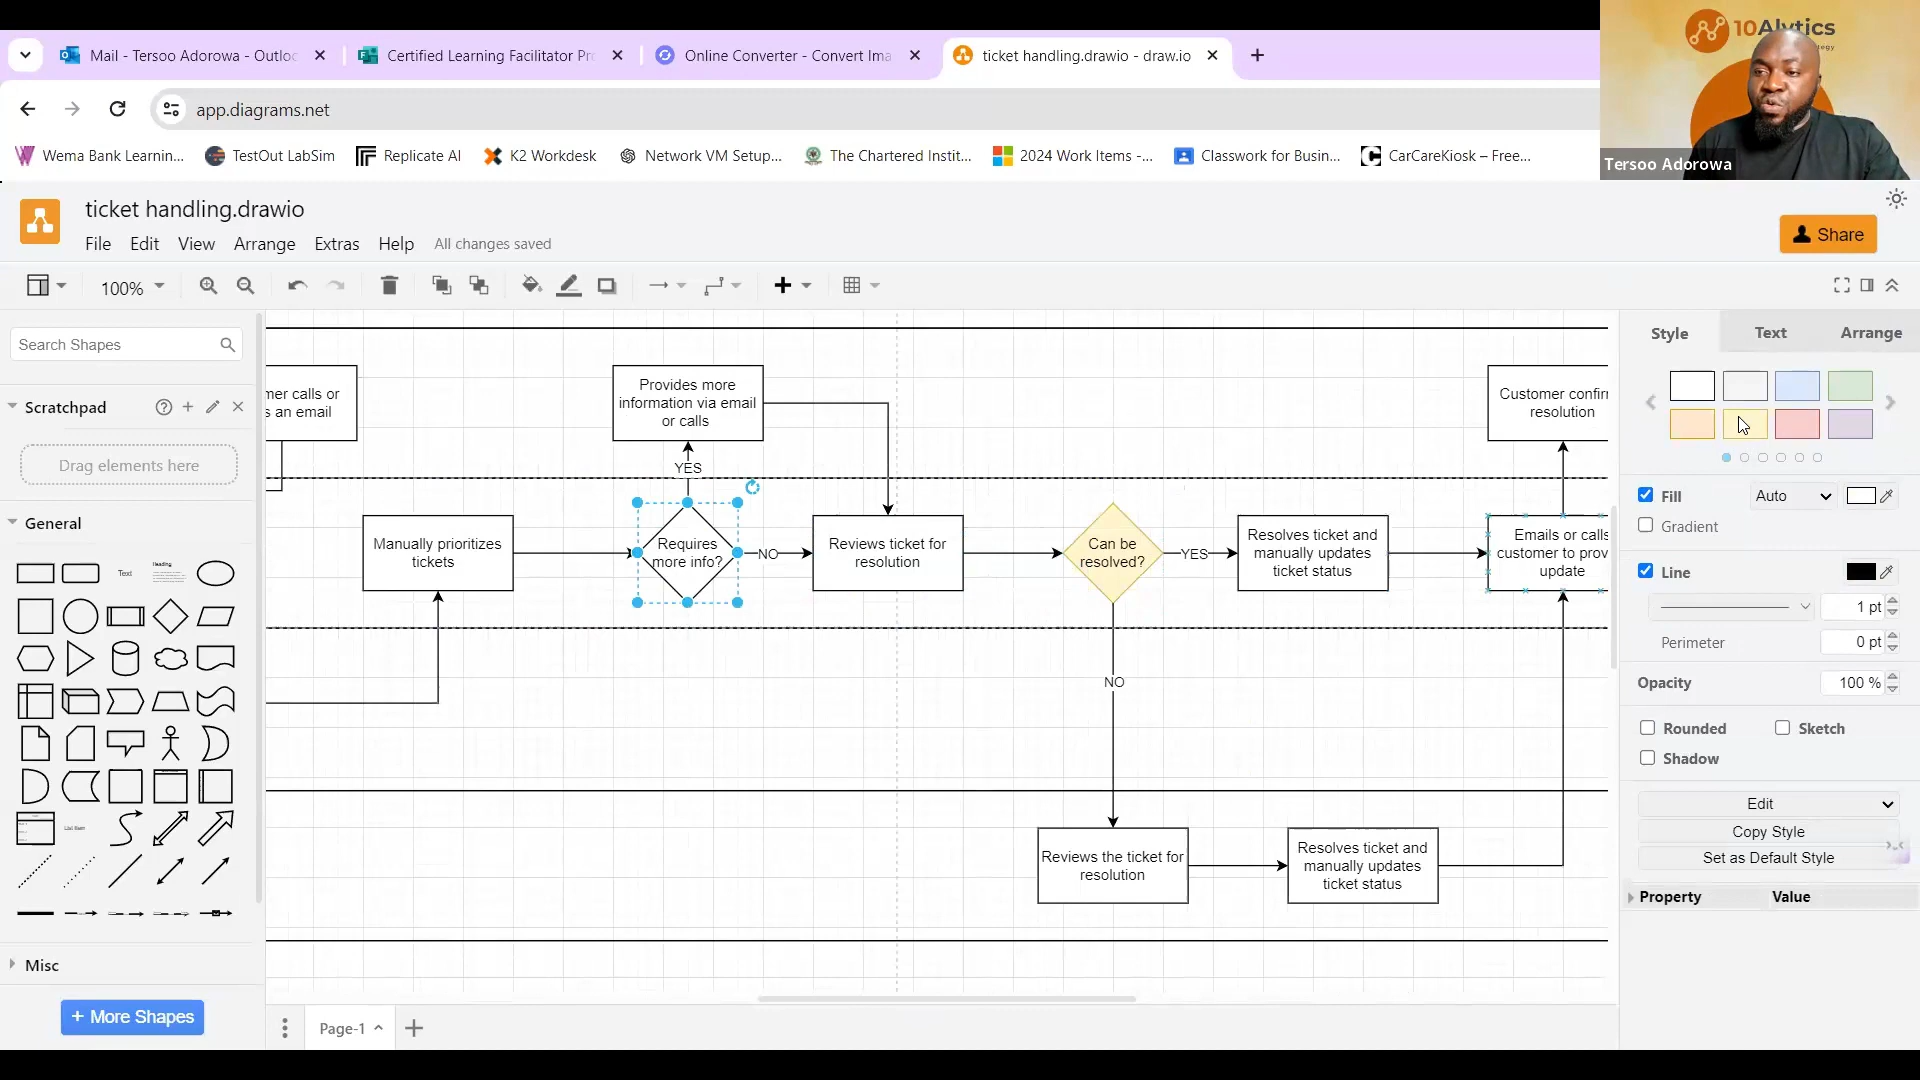 10Alytics
Tersoo Adorowa
Mail - Tersoo Adorowa - Outloo
Certified Learning Facilitator Pr
Online Converter - Convert Ima
ticket handling.drawio - draw.io
app.diagrams.net
Wema Bank Learnin...
TestOut LabSim
Replicate AI
K2 Workdesk
Network VM Setup...
The Chartered Instit...
2024 Work Items -...
Classwork for Busin...
CarCareKiosk – Free...
ticket handling.drawio
File
Edit
View
Arrange
Extras
Help
All changes saved
Share
100%
Search Shapes
Scratchpad
Drag elements here
General
Text
Heading
List Item
Misc
+ More Shapes
mer calls or
s an email
Provides more
information via email
or calls
YES
Manually prioritizes
tickets
Requires
more info?
NO
Reviews ticket for
resolution
Can be
resolved?
YES
Resolves ticket and
manually updates
ticket status
Customer confirm
resolution
Emails or calls
customer to prov
update
NO
Reviews the ticket for
resolution
Resolves ticket and
manually updates
ticket status
Page-1
Style
Text
Arrange
Fill
Auto
Gradient
Line
1 pt
Perimeter
0 pt
Opacity
100 %
Rounded
Sketch
Shadow
Edit
Copy Style
Set as Default Style
Property
Value